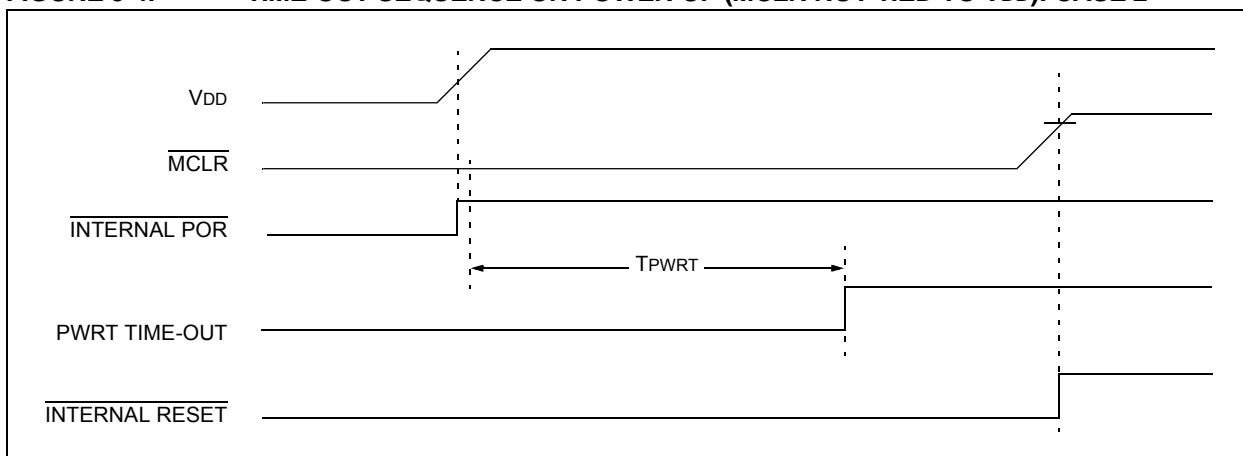 VDD
MCLR
INTERNAL POR
TPWRT
PWRT TIME-OUT
INTERNAL RESET